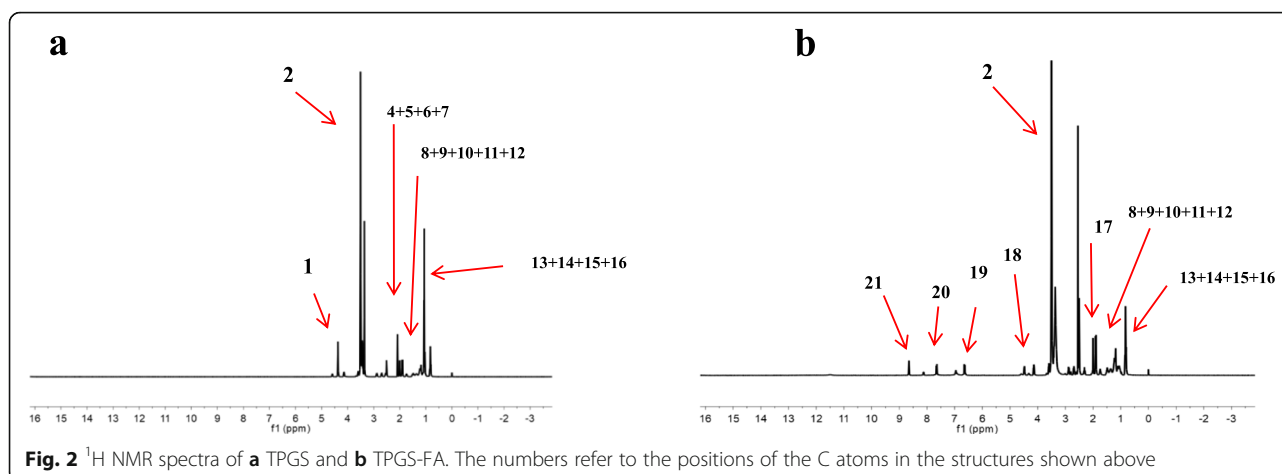 a
b
2
4+5+6+7
8+9+10+11+12
1
13+14+15+16
2
17
8+9+10+11+12
18
19
20
21
13+14+15+16
16 15 14 13 12 11 10 9 8 7 6 5 4 3 2 1 0 -1 -2 -3
f1 (ppm)
16 15 14 13 12 11 10 9 8 7 6 5 4 3 2 1 0 -1 -2 -3
f1 (ppm)
Fig. 2 ¹H NMR spectra of a TPGS and b TPGS-FA. The numbers refer to the positions of the C atoms in the structures shown above